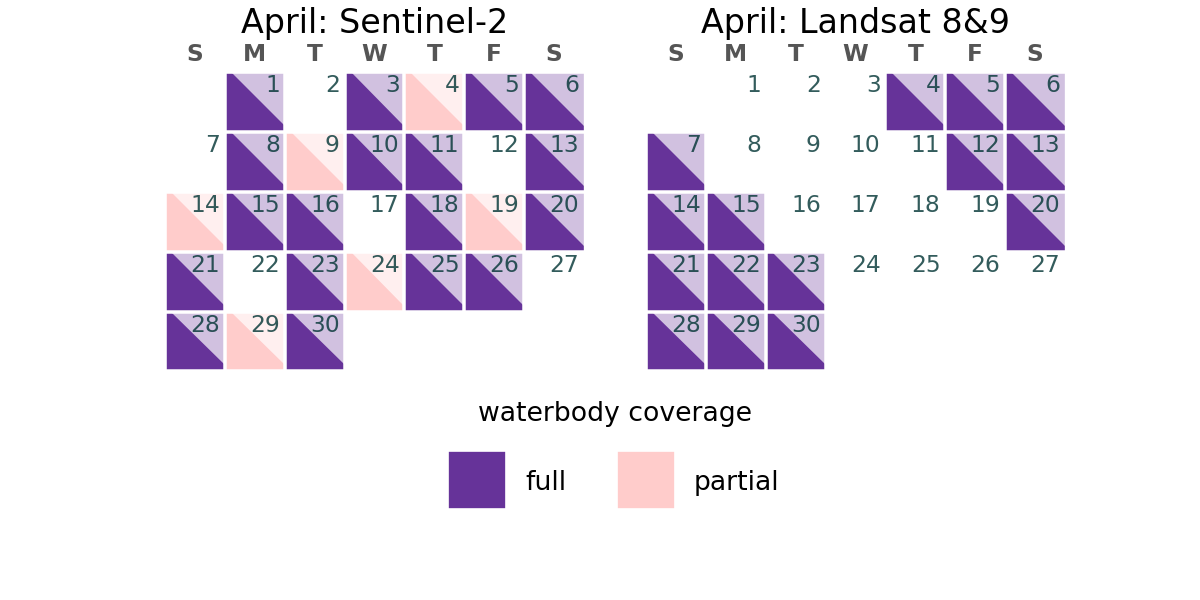 April: Sentinel-2
S M T W T F S
1 2 3 4 5 6
7 8 9 10 11 12 13
14 15 16 17 18 19 20
21 22 23 24 25 26 27
28 29 30
April: Landsat 8&9
S M T W T F S
1 2 3 4 5 6
7 8 9 10 11 12 13
14 15 16 17 18 19 20
21 22 23 24 25 26 27
28 29 30
waterbody coverage
full
partial